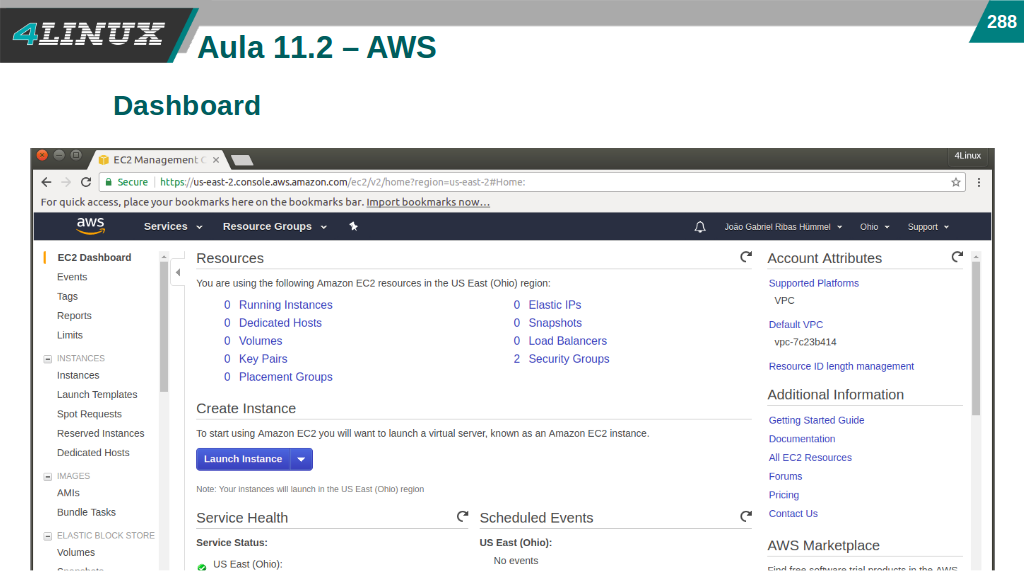 4LINUX
Aula 11.2 – AWS
288
Dashboard
EC2 Management C
4Linux
Secure
https://us-east-2.console.aws.amazon.com/ec2/v2/home?region=us-east-2#Home:
For quick access, place your bookmarks here on the bookmarks bar. Import bookmarks now...
aws
Services
Resource Groups
João Gabriel Ribas Hümmel
Ohio
Support
EC2 Dashboard
Events
Tags
Reports
Limits
INSTANCES
Instances
Launch Templates
Spot Requests
Reserved Instances
Dedicated Hosts
IMAGES
AMIs
Bundle Tasks
ELASTIC BLOCK STORE
Volumes
Snapshots
Resources
You are using the following Amazon EC2 resources in the US East (Ohio) region:
0 Running Instances
0 Dedicated Hosts
0 Volumes
0 Key Pairs
0 Placement Groups
0 Elastic IPs
0 Snapshots
0 Load Balancers
2 Security Groups
Create Instance
To start using Amazon EC2 you will want to launch a virtual server, known as an Amazon EC2 instance.
Launch Instance
Note: Your instances will launch in the US East (Ohio) region
Service Health
Service Status:
US East (Ohio):
Scheduled Events
US East (Ohio):
No events
Account Attributes
Supported Platforms
VPC
Default VPC
vpc-7c23b414
Resource ID length management
Additional Information
Getting Started Guide
Documentation
All EC2 Resources
Forums
Pricing
Contact Us
AWS Marketplace
Find free software trial products in the AWS